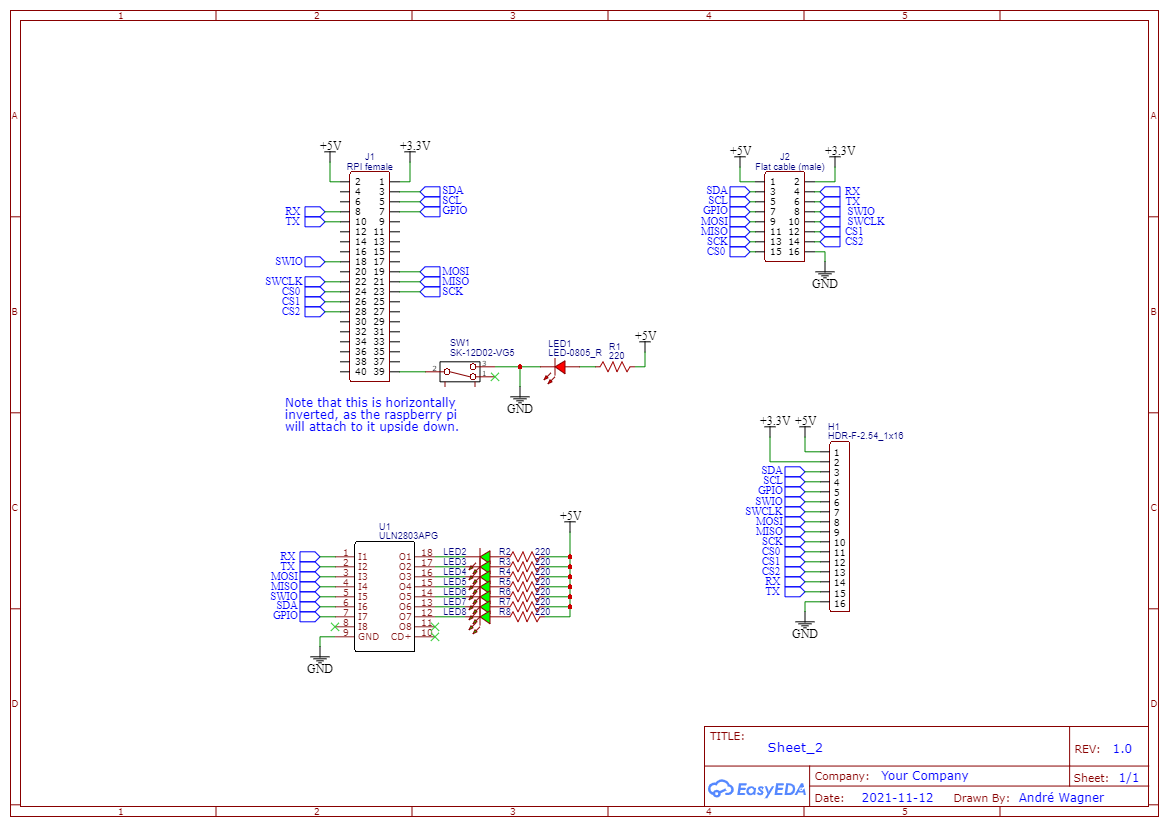 1 2 3 4 5
A A
B B
C C
D D
+5V +3.3V
J1
RPI female
2 1
4 3 SDA
6 5 SCL
RX 8 7 GPIO
TX 10 9
12 11
14 13
16 15
SWIO 18 17
20 19 MOSI
SWCLK 22 21 MISO
CS0 24 23 SCK
CS1 26 25
CS2 28 27
30 29
32 31
34 33
36 35
38 37
40 39
SW1
SK-12D02-VG5
2 3
1
LED1
LED-0805_R
R1
220
+5V
GND
Note that this is horizontally
inverted, as the raspberry pi
will attach to it upside down.
+5V +3.3V
J2
Flat cable (male)
1 2
SDA 3 4 RX
SCL 5 6 TX
GPIO 7 8 SWIO
MOSI 9 10 SWCLK
MISO 11 12 CS1
SCK 13 14 CS2
CS0 15 16
GND
+3.3V +5V
H1
HDR-F-2.54_1x16
1
2
SDA 3
SCL 4
GPIO 5
SWIO 6
SWCLK 7
MOSI 8
MISO 9
SCK 10
CS0 11
CS1 12
CS2 13
RX 14
TX 15
16
GND
+5V
U1
ULN2803APG
RX 1 I1 O1 18 LED2 R2 220
TX 2 I2 O2 17 LED3 R3 220
MOSI 3 I3 O3 16 LED4 R4 220
MISO 4 I4 O4 15 LED5 R5 220
SWIO 5 I5 O5 14 LED6 R6 220
SDA 6 I6 O6 13 LED7 R7 220
GPIO 7 I7 O7 12 LED8 R8 220
8 I8 O8 11
9 GND CD+ 10
GND
TITLE:
Sheet_2
REV: 1.0
EasyEDA
Company: Your Company
Sheet: 1/1
Date: 2021-11-12 Drawn By: André Wagner
1 2 3 4 5